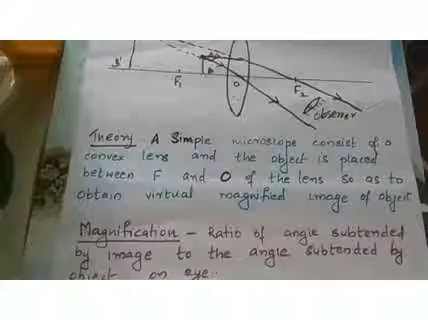 B'
F₁
B
O
F₂
observer
Theory A Simple microscope consist of a
convex lens and the object is placed
between F and O of the lens so as to
obtain virtual magnified image of object
Magnification - Ratio of angle subtended
by image to the angle subtended by
object on eye.